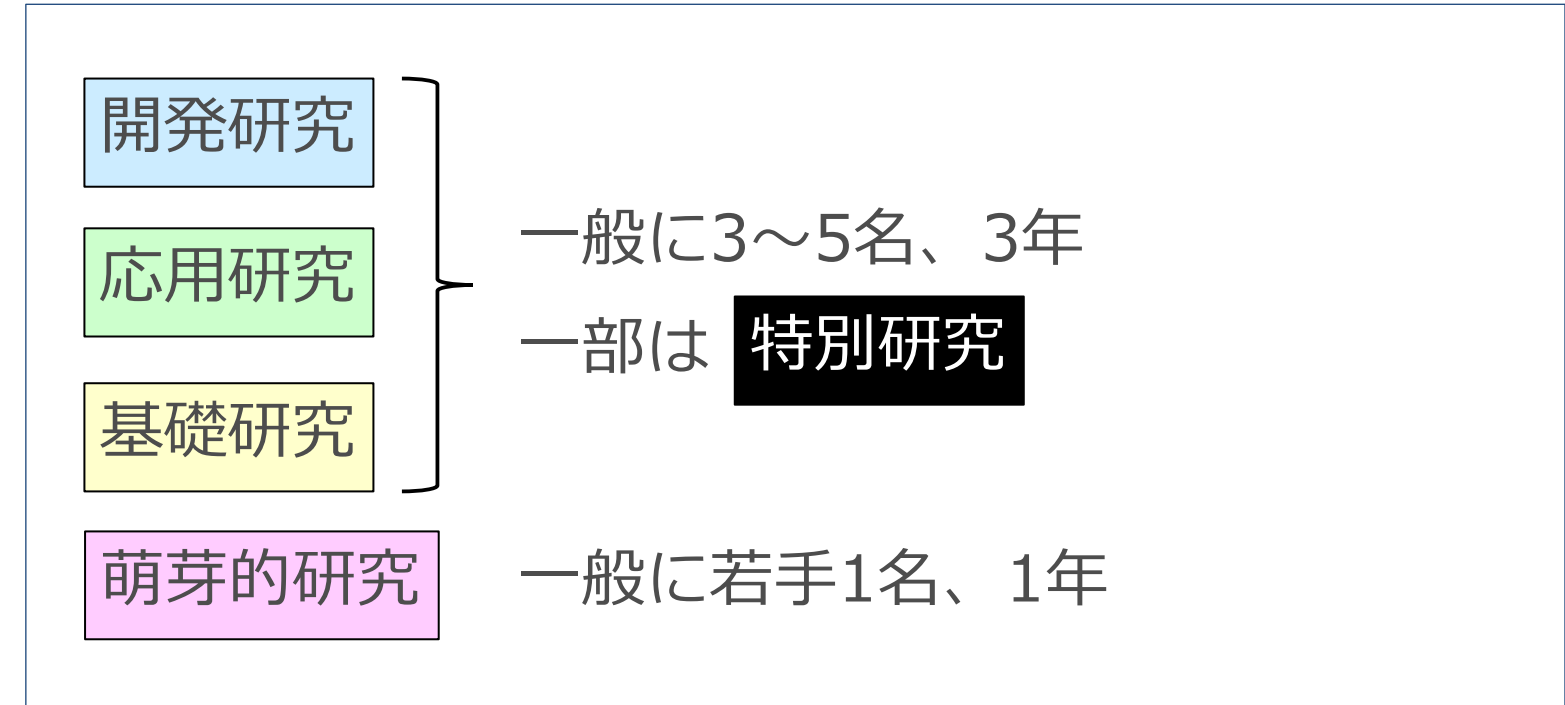 開発研究
応用研究
基礎研究
一般に3～5名、3年
一部は 特別研究
萌芽的研究
一般に若手1名、1年